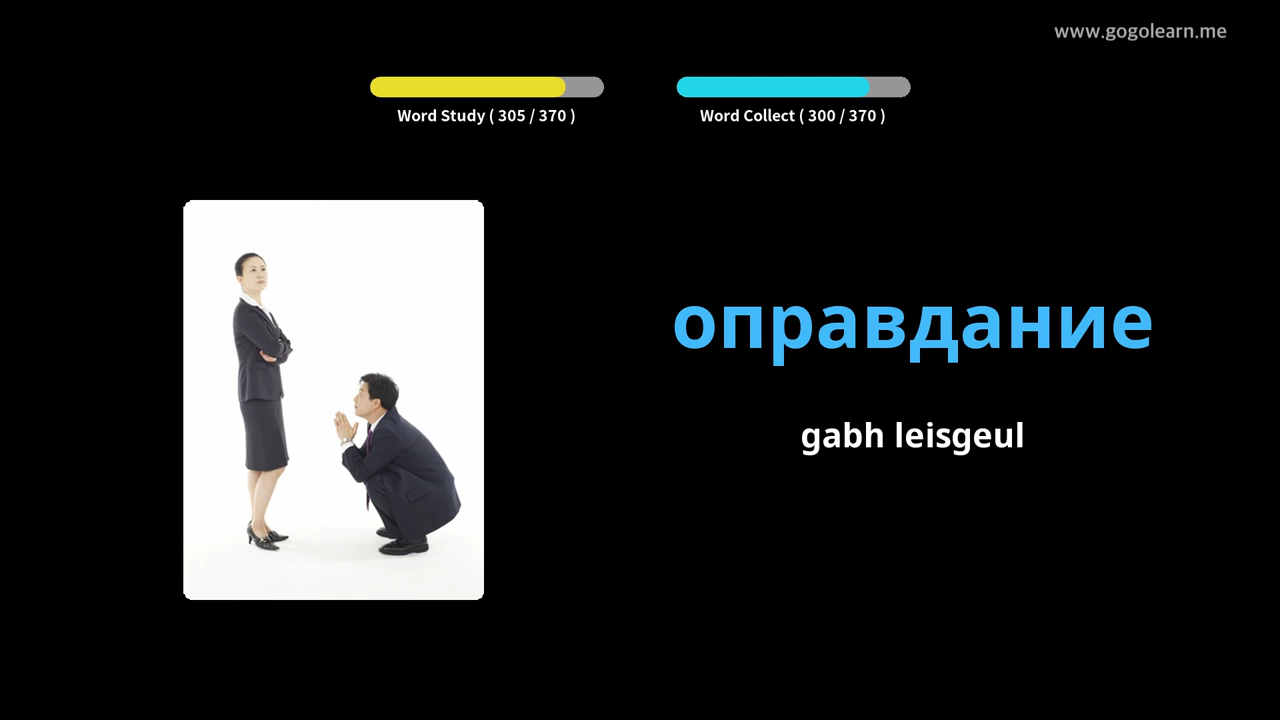 www.gogolearn.me
Word Study ( 305 / 370 )
Word Collect ( 300 / 370 )
оправдание
gabh leisgeul